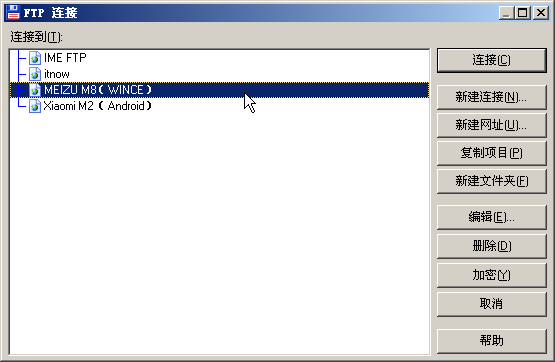 FTP 连接
连接到(T):
IME FTP
itnow
MEIZU M8（WINCE）
Xiaomi M2（Android）
连接(C)
新建连接(N)...
新建网址(U)...
复制项目(P)
新建文件夹(F)
编辑(E)...
删除(D)
加密(Y)
取消
帮助